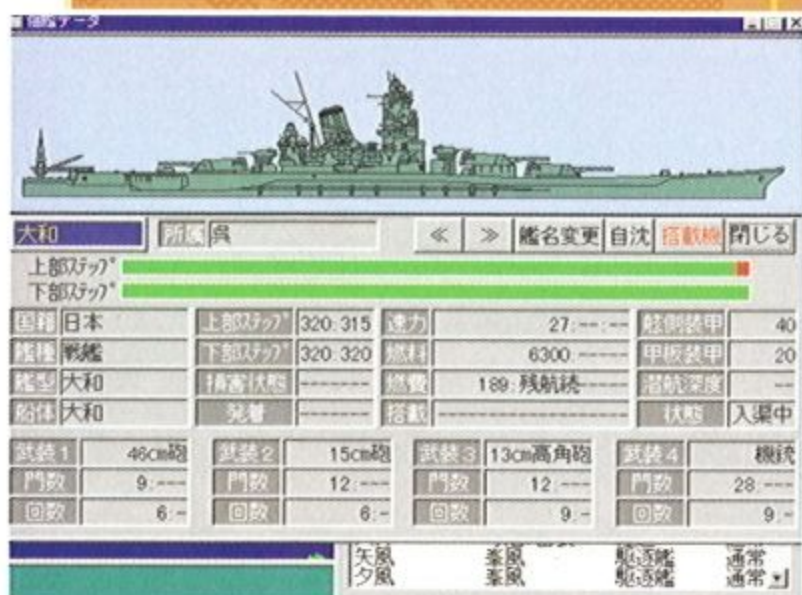 艦艇データ
大和 所属 呉 ≪ ≫ 艦名変更 自沈 搭載機 閉じる
上部ステップ
下部ステップ
国籍 日本 上部ステップ 320:315 速力 27:--:-- 舷側装甲 40
艦種 戦艦 下部ステップ 320:320 燃料 6300:----- 甲板装甲 20
艦型 大和 損害状態 ------- 燃費 189:残航続----- 潜航深度 --
船体 大和 発着 ------- 搭載 ------------------ 状態 入渠中
武装1 46cm砲 武装2 15cm砲 武装3 13cm高角砲 武装4 機銃
門数 9:--- 門数 12:--- 門数 12:--- 門数 28:---
回数 6:- 回数 6:- 回数 9:- 回数 9:-
矢風 峯風 駆逐艦 通常
夕風 峯風 駆逐艦 通常